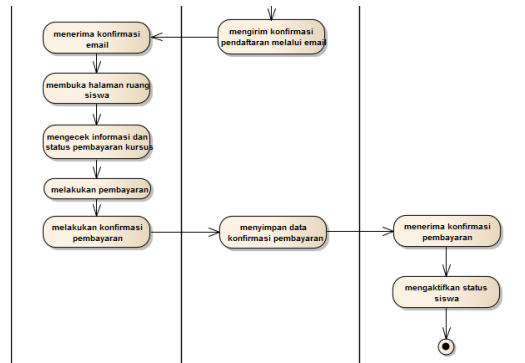 menerima konfirmasi
email
mengirim konfirmasi
pendaftaran melalui email
membuka halaman ruang
siswa
mengecek informasi dan
status pembayaran kursus
melakukan pembayaran
melakukan konfirmasi
pembayaran
menyimpan data
konfirmasi pembayaran
menerima konfirmasi
pembayaran
mengaktifkan status
siswa